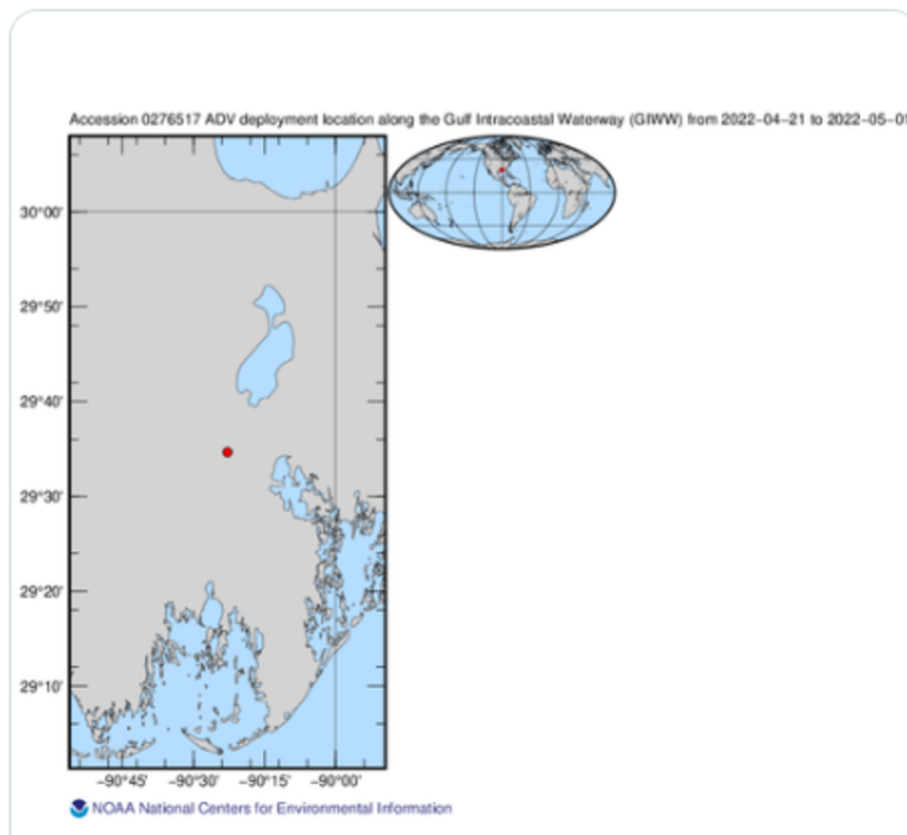 Accession 0276517 ADV deployment location along the Gulf Intracoastal Waterway (GIWW) from 2022−04−21 to 2022−05−01
30°00'
29°50'
29°40'
29°30'
29°20'
29°10'
−90°45' −90°30' −90°15' −90°00'
NOAA National Centers for Environmental Information